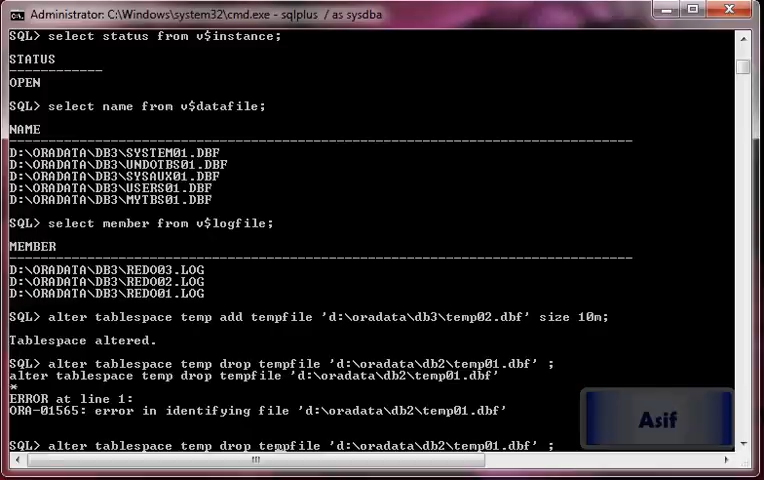 Administrator: C:\Windows\system32\cmd.exe - sqlplus / as sysdba
SQL> select status from v$instance;
STATUS
------------
OPEN
SQL> select name from v$datafile;
NAME
--------------------------------------------------------------------------------
D:\ORADATA\DB3\SYSTEM01.DBF
D:\ORADATA\DB3\UNDOTBS01.DBF
D:\ORADATA\DB3\SYSAUX01.DBF
D:\ORADATA\DB3\USERS01.DBF
D:\ORADATA\DB3\MYTBS01.DBF
SQL> select member from v$logfile;
MEMBER
--------------------------------------------------------------------------------
D:\ORADATA\DB3\REDO03.LOG
D:\ORADATA\DB3\REDO02.LOG
D:\ORADATA\DB3\REDO01.LOG
SQL> alter tablespace temp add tempfile 'd:\oradata\db3\temp02.dbf' size 10m;
Tablespace altered.
SQL> alter tablespace temp drop tempfile 'd:\oradata\db2\temp01.dbf' ;
alter tablespace temp drop tempfile 'd:\oradata\db2\temp01.dbf'
*
ERROR at line 1:
ORA-01565: error in identifying file 'd:\oradata\db2\temp01.dbf'
SQL> alter tablespace temp drop tempfile 'd:\oradata\db2\temp01.dbf' ;
Asif